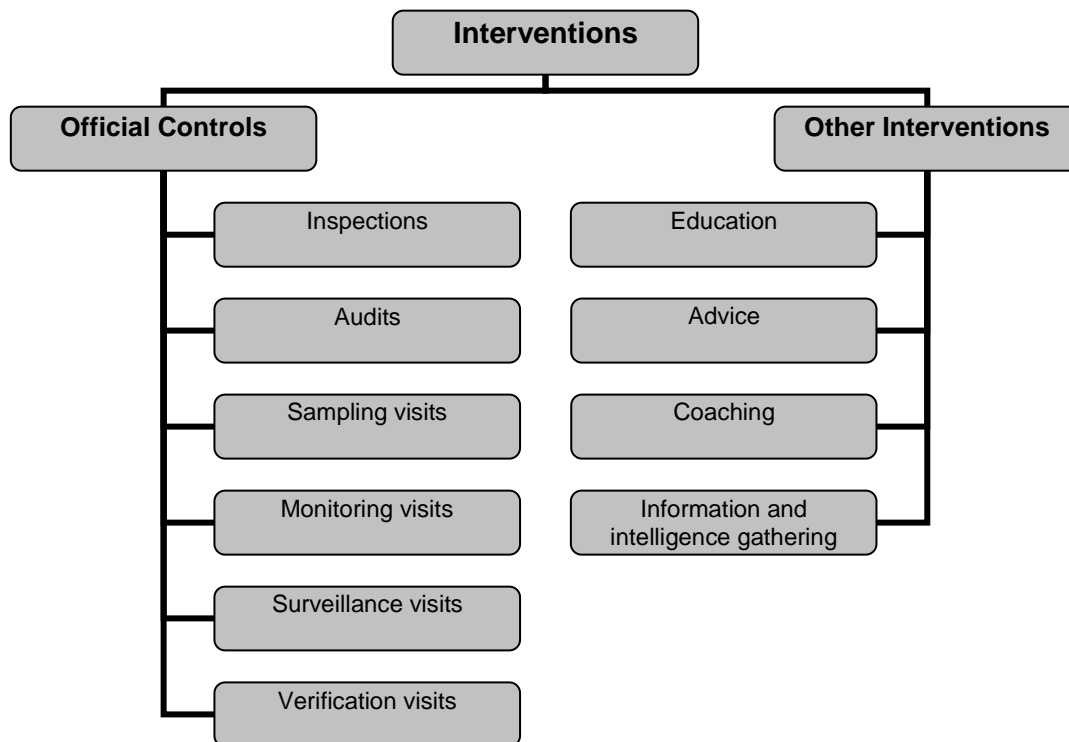 Interventions
Official Controls
Other Interventions
Inspections
Education
Audits
Advice
Sampling visits
Coaching
Monitoring visits
Information and
intelligence gathering
Surveillance visits
Verification visits